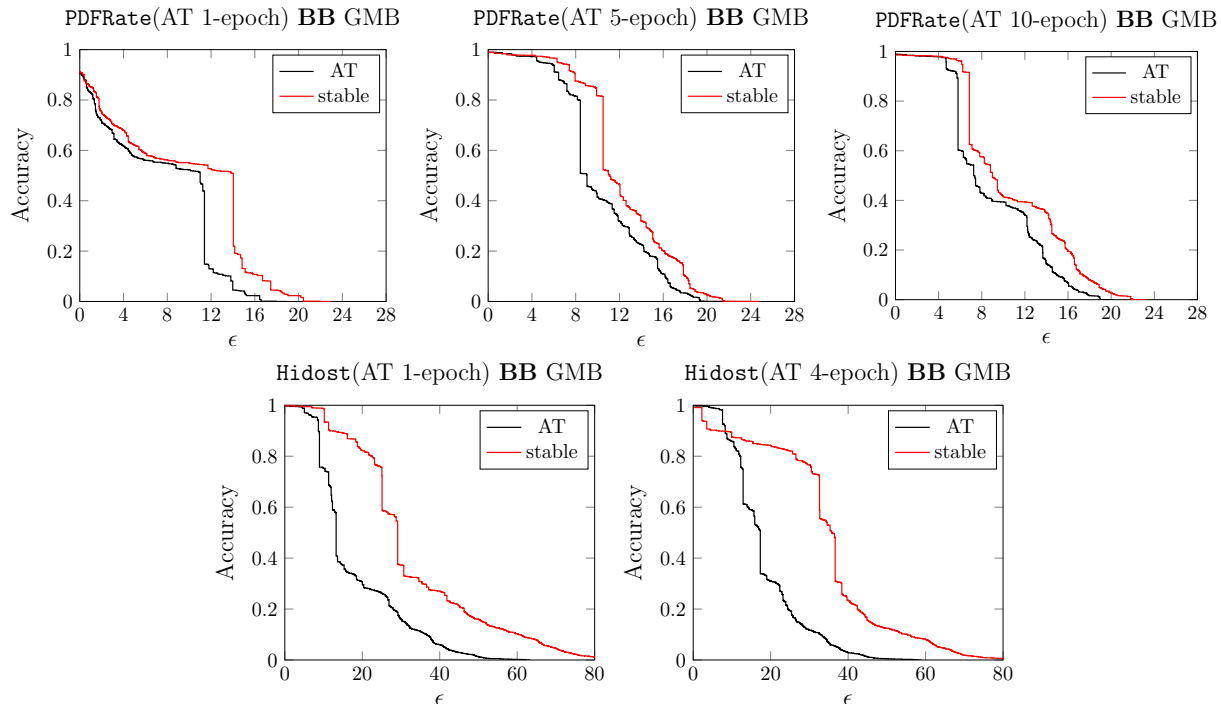 PDFRate(AT 1-epoch) BB GMB
PDFRate(AT 5-epoch) BB GMB
PDFRate(AT 10-epoch) BB GMB
1
0.8
0.6
0.4
0.2
0
Accuracy
AT
stable
0 4 8 12 16 20 24 28
ϵ
1
0.8
0.6
0.4
0.2
0
Accuracy
AT
stable
0 4 8 12 16 20 24 28
ϵ
1
0.8
0.6
0.4
0.2
0
Accuracy
AT
stable
0 4 8 12 16 20 24 28
ϵ
Hidost(AT 1-epoch) BB GMB
Hidost(AT 4-epoch) BB GMB
1
0.8
0.6
0.4
0.2
0
Accuracy
AT
stable
0 20 40 60 80
ϵ
1
0.8
0.6
0.4
0.2
0
Accuracy
AT
stable
0 20 40 60 80
ϵ